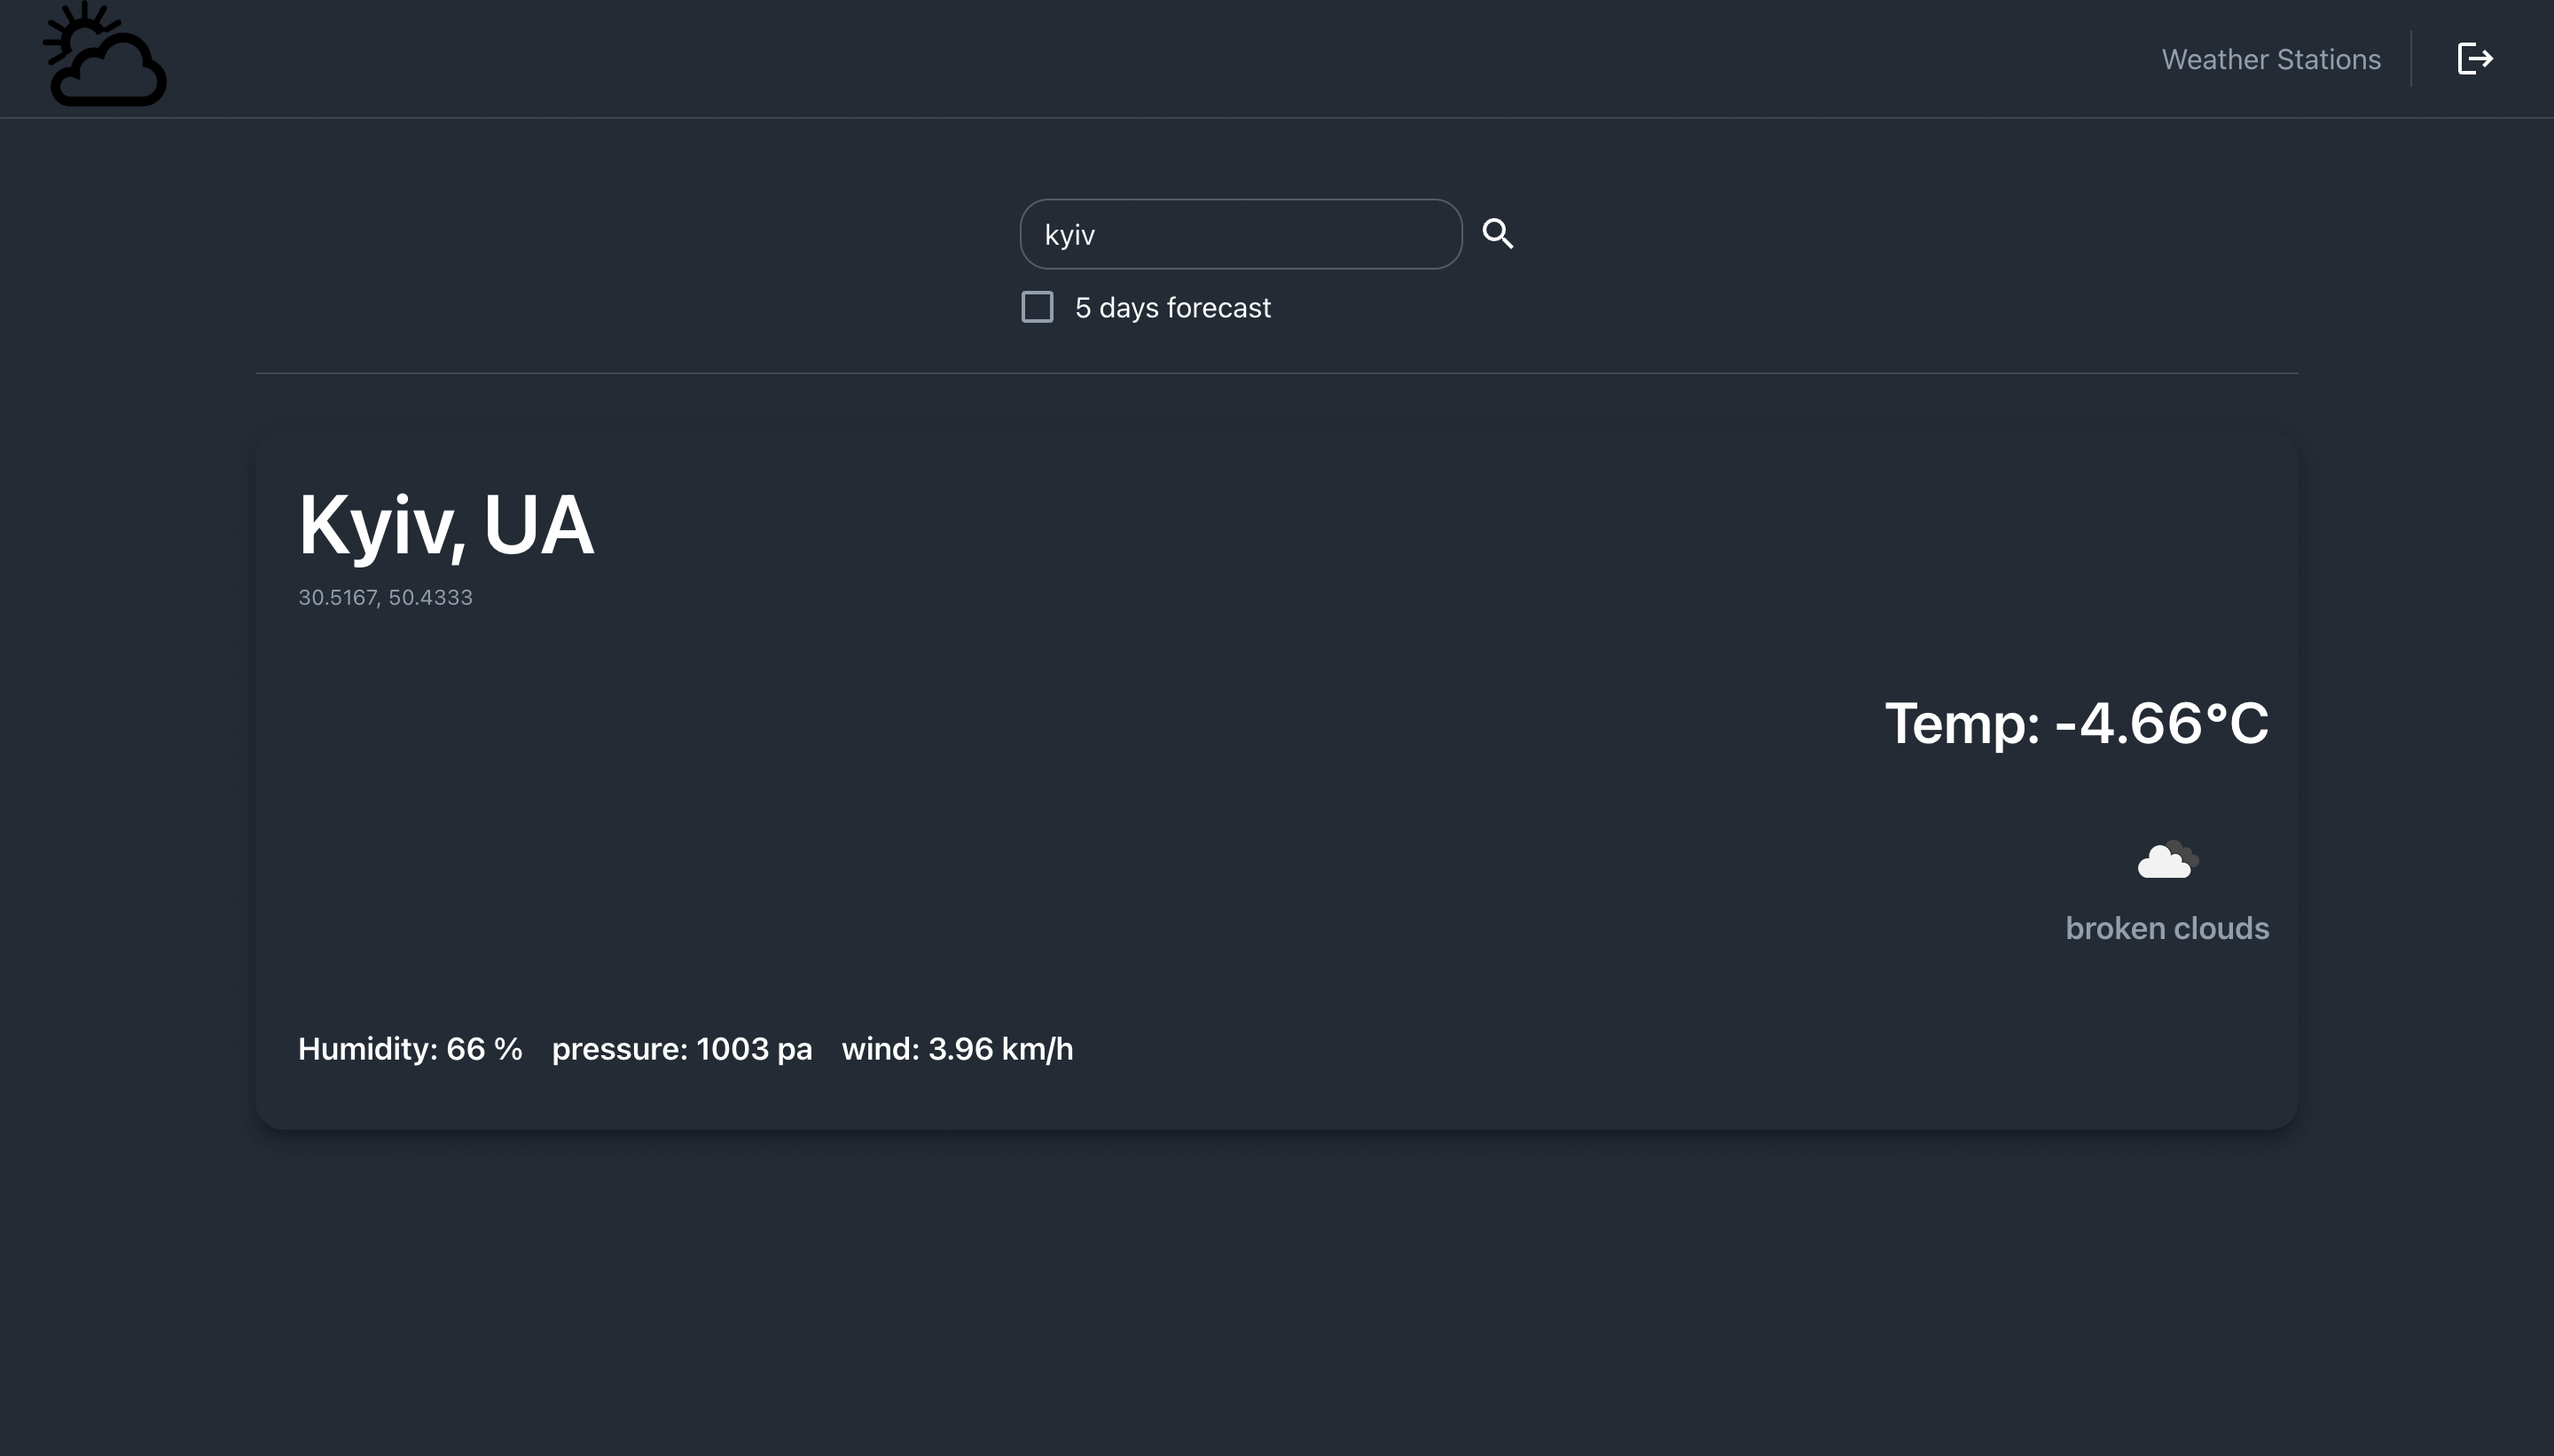 Weather Stations
kyiv
5 days forecast
Kyiv, UA
30.5167, 50.4333
Temp: -4.66°C
broken clouds
Humidity: 66 % pressure: 1003 pa wind: 3.96 km/h